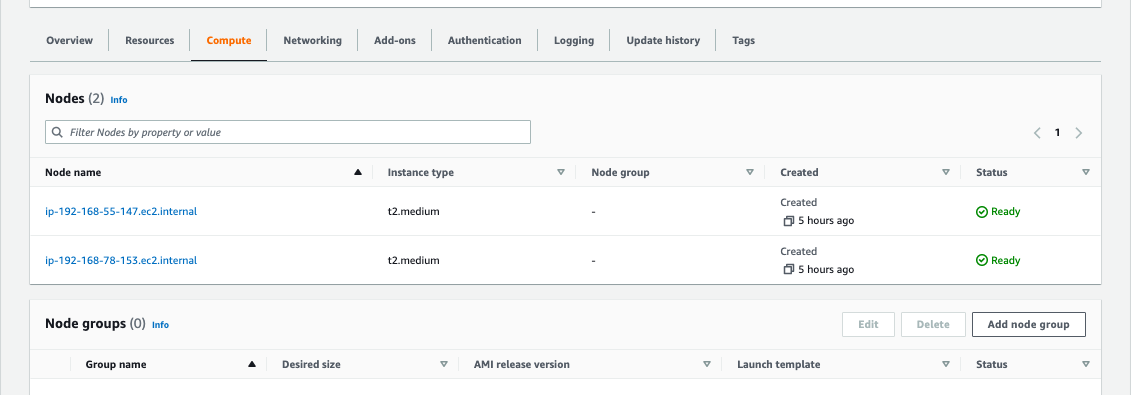 Overview Resources Compute Networking Add-ons Authentication Logging Update history Tags
Nodes (2) Info
Filter Nodes by property or value 1
Node name Instance type Node group Created Status
ip-192-168-55-147.ec2.internal t2.medium - Created 5 hours ago Ready
ip-192-168-78-153.ec2.internal t2.medium - Created 5 hours ago Ready
Node groups (0) Info Edit Delete Add node group
Group name Desired size AMI release version Launch template Status